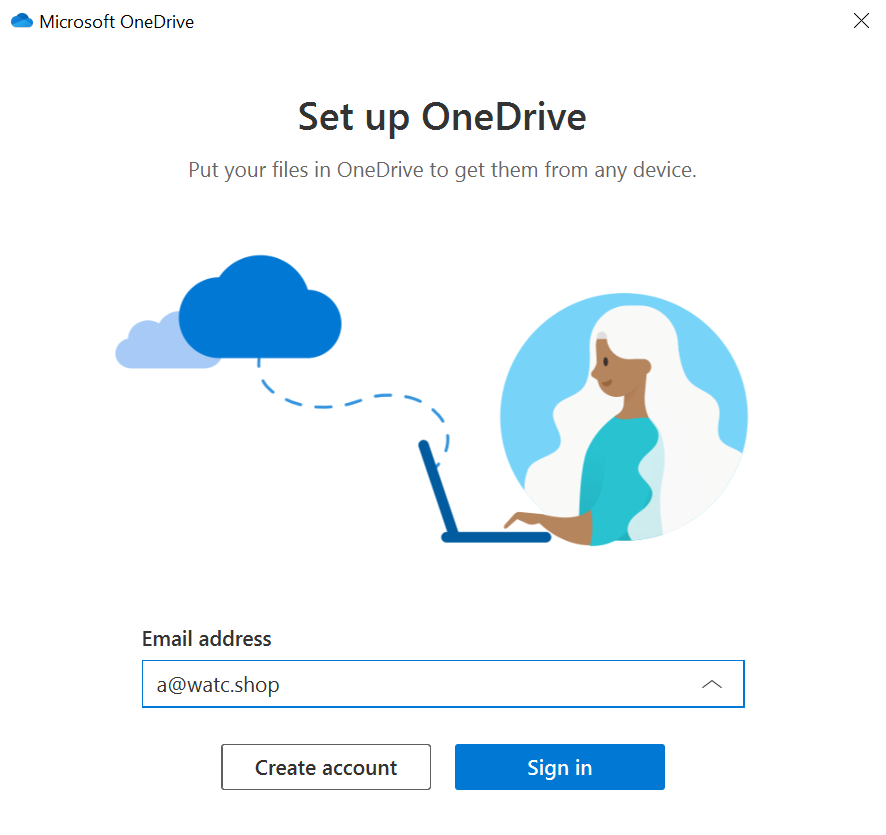 Microsoft OneDrive
Set up OneDrive
Put your files in OneDrive to get them from any device.
Email address
a@watc.shop
Create account
Sign in